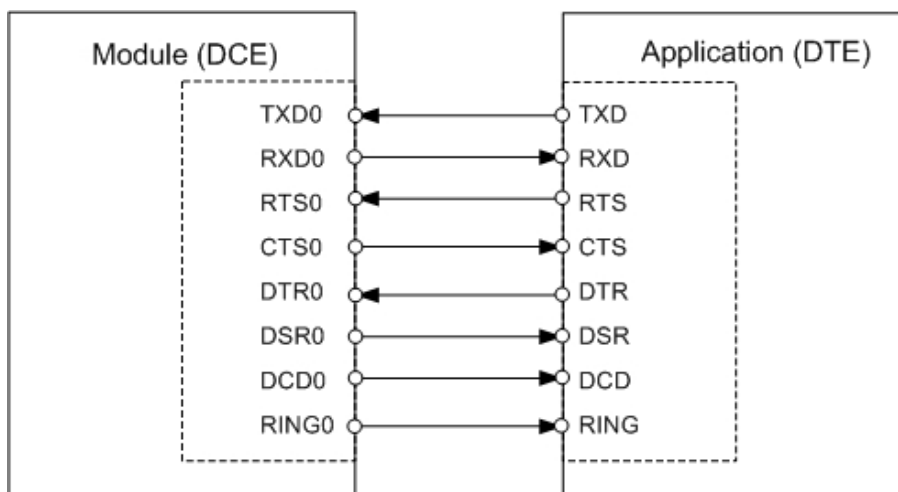 Module (DCE) Application (DTE)
TXD0 TXD
RXD0 RXD
RTS0 RTS
CTS0 CTS
DTR0 DTR
DSR0 DSR
DCD0 DCD
RING0 RING